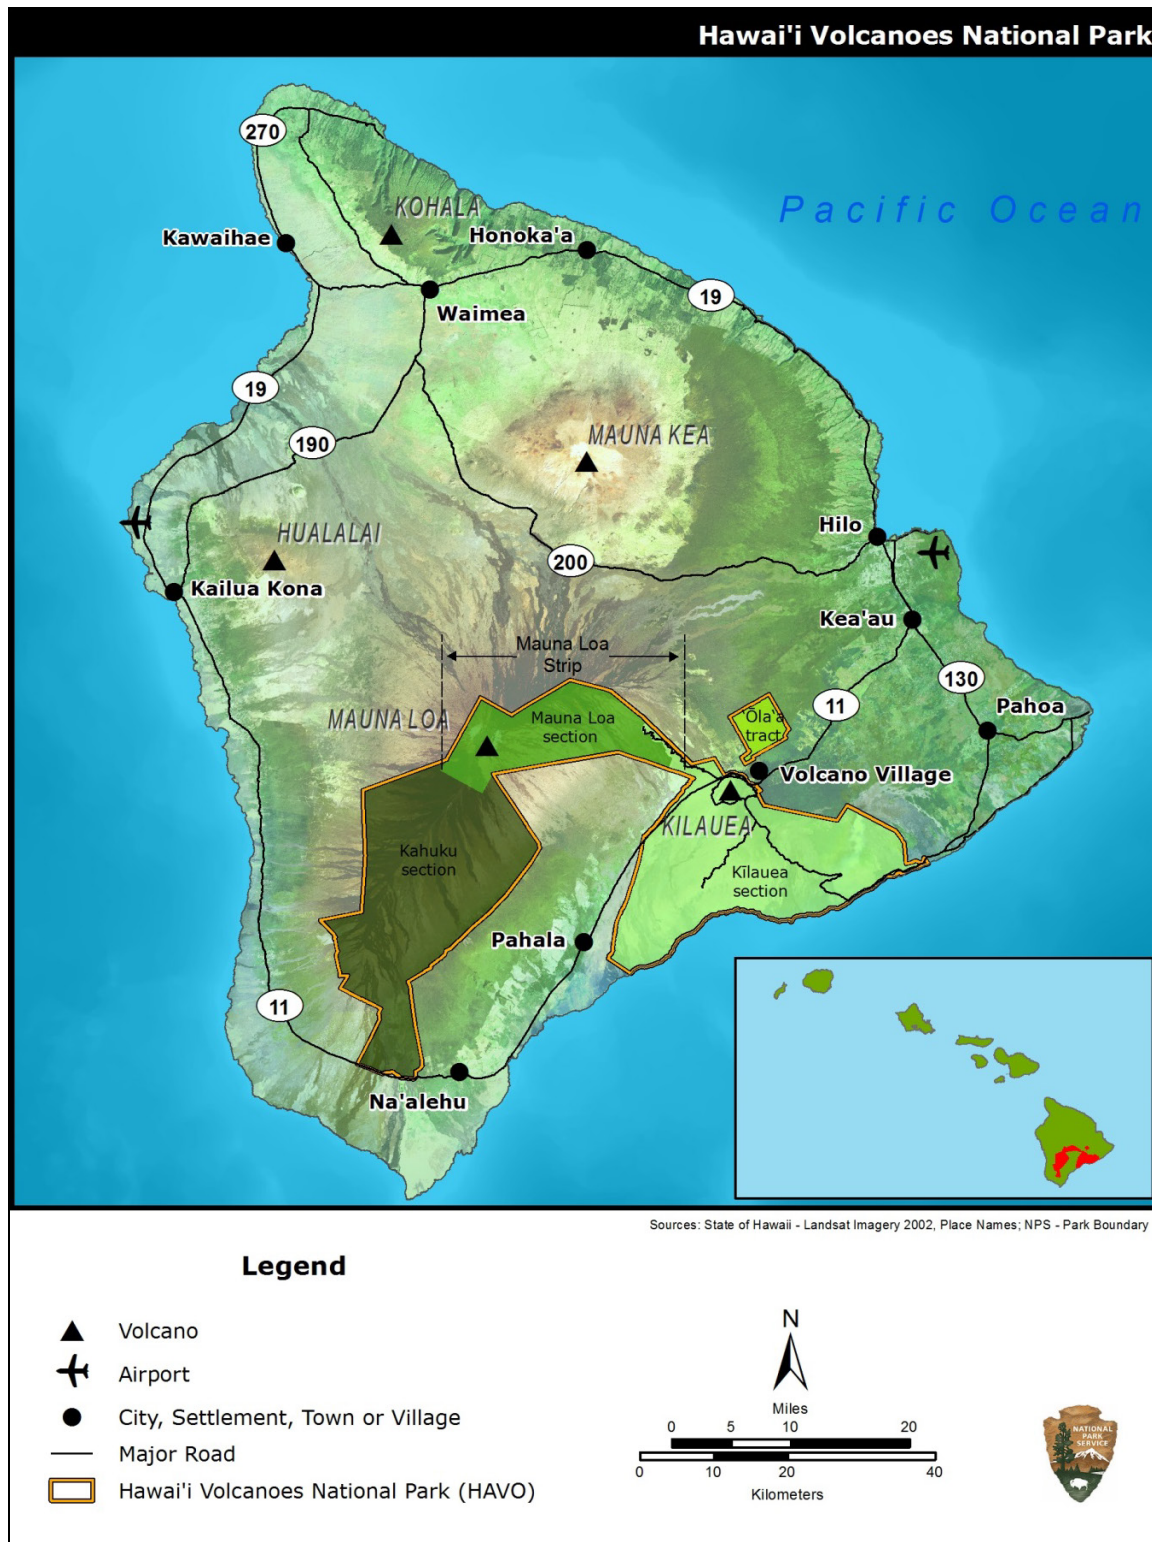 Hawai'i Volcanoes National Park
270
KOHALA
Pacific Ocean
Kawaihae
Honoka'a
19
Waimea
19
190
MAUNA KEA
HUALALAI
Hilo
200
Kailua Kona
Kea'au
Mauna Loa
Strip
130
'Ōla'a
tract
11
Pahoa
MAUNA LOA
Mauna Loa
section
Volcano Village
KILAUEA
Kahuku
section
Kīlauea
section
Pahala
11
Na'alehu
Sources: State of Hawaii - Landsat Imagery 2002, Place Names; NPS - Park Boundary
Legend
Volcano
Airport
City, Settlement, Town or Village
Major Road
Hawai'i Volcanoes National Park (HAVO)
N
Miles
0 5 10 20
0 10 20 40
Kilometers
NATIONAL
PARK
SERVICE